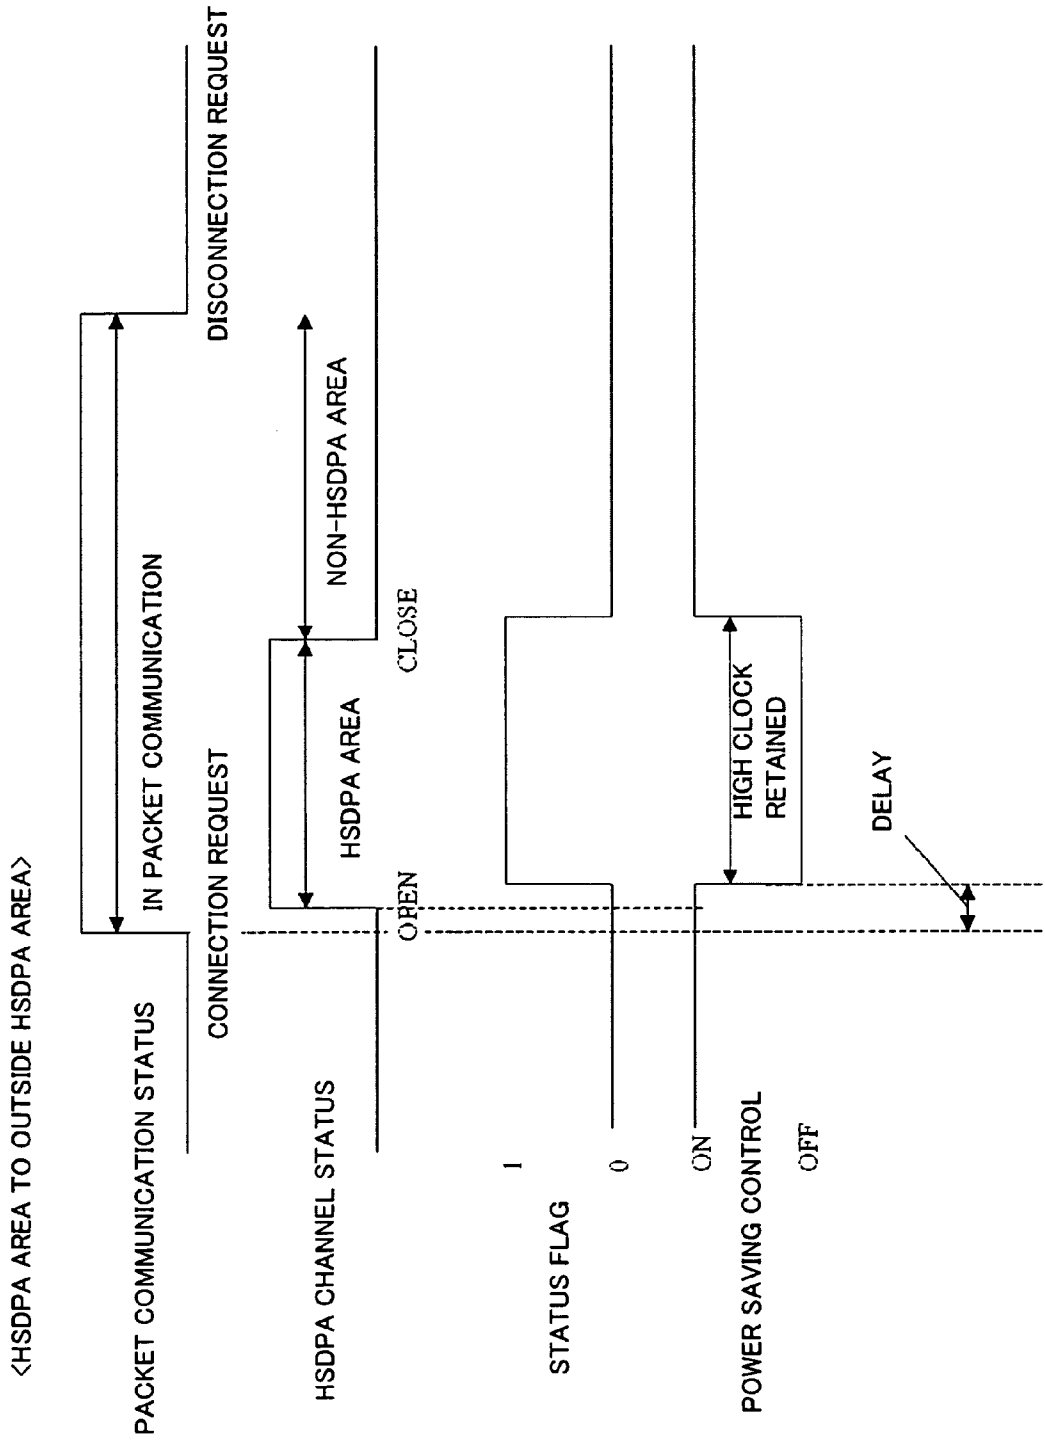 <HSDPA AREA TO OUTSIDE HSDPA AREA>
PACKET COMMUNICATION STATUS
IN PACKET COMMUNICATION
CONNECTION REQUEST
DISCONNECTION REQUEST
HSDPA CHANNEL STATUS
HSDPA AREA
NON-HSDPA AREA
OPEN
CLOSE
STATUS FLAG
1
0
POWER SAVING CONTROL
ON
OFF
HIGH CLOCK
RETAINED
DELAY